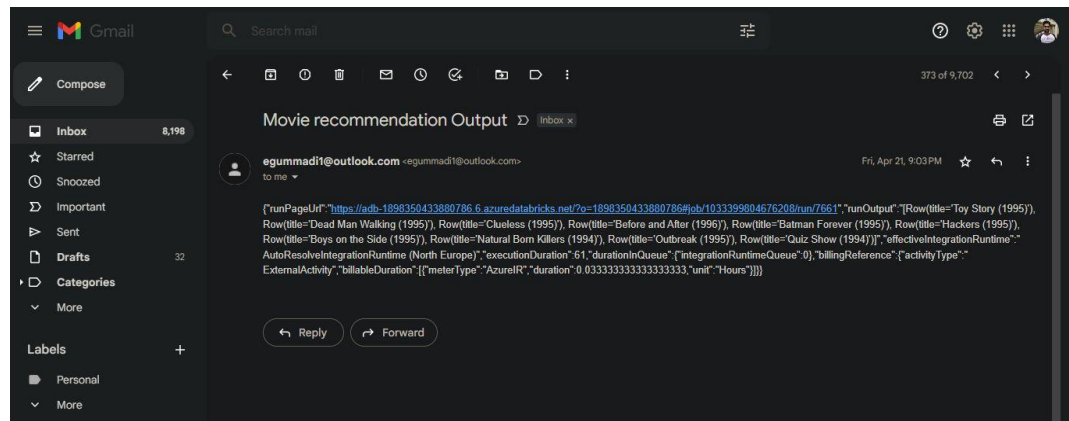 Gmail
Search mail
Compose
373 of 9,702
Movie recommendation Output
Inbox ×
Inbox 8,198
Starred
Snoozed
Important
Sent
Drafts 32
Categories
More
Labels +
Personal
More
egummadi1@outlook.com <egummadi1@outlook.com>
Fri, Apr 21, 9:03 PM
to me
{"runPageUrl":"https://adb-1898350433880786.6.azuredatabricks.net/?o=1898350433880786#job/1033399804676208/run/7661","runOutput":"[Row(title='Toy Story (1995)'),
Row(title='Dead Man Walking (1995)'), Row(title='Clueless (1995)'), Row(title='Before and After (1996)'), Row(title='Batman Forever (1995)'), Row(title='Hackers (1995)'),
Row(title='Boys on the Side (1995)'), Row(title='Natural Born Killers (1994)'), Row(title='Outbreak (1995)'), Row(title='Quiz Show (1994)')]","effectiveIntegrationRuntime":"
AutoResolveIntegrationRuntime (North Europe)","executionDuration":61,"durationInQueue":{"integrationRuntimeQueue":0},"billingReference":{"activityType":"
ExternalActivity","billableDuration":[{"meterType":"AzureIR","duration":0.03333333333333333,"unit":"Hours"}]}}
Reply
Forward